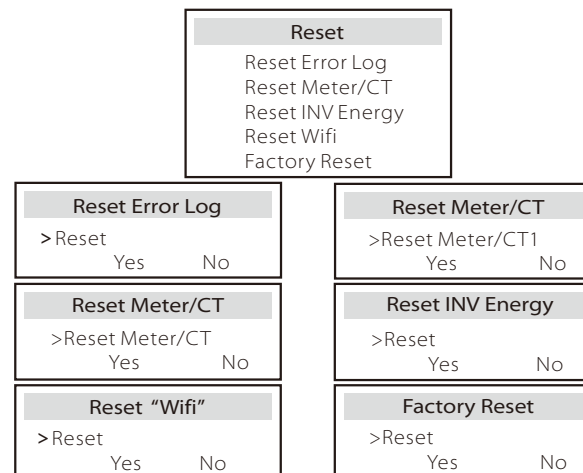 Reset
Reset Error Log
Reset Meter/CT
Reset INV Energy
Reset Wifi
Factory Reset
Reset Error Log
>Reset
Yes No
Reset Meter/CT
>Reset Meter/CT1
Yes No
Reset Meter/CT
>Reset Meter/CT
Yes No
Reset INV Energy
>Reset
Yes No
Reset “Wifi”
>Reset
Yes No
Factory Reset
>Reset
Yes No